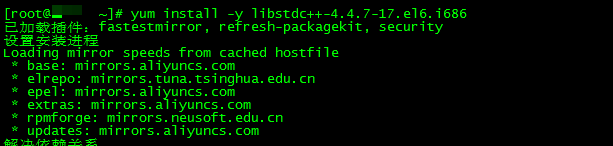 [root@ ~]# yum install -y libstdc++-4.4.7-17.el6.i686
已加载插件：fastestmirror, refresh-packagekit, security
设置安装进程
Loading mirror speeds from cached hostfile
 * base: mirrors.aliyuncs.com
 * elrepo: mirrors.tuna.tsinghua.edu.cn
 * epel: mirrors.aliyuncs.com
 * extras: mirrors.aliyuncs.com
 * rpmforge: mirrors.neusoft.edu.cn
 * updates: mirrors.aliyuncs.com
解决依赖关系